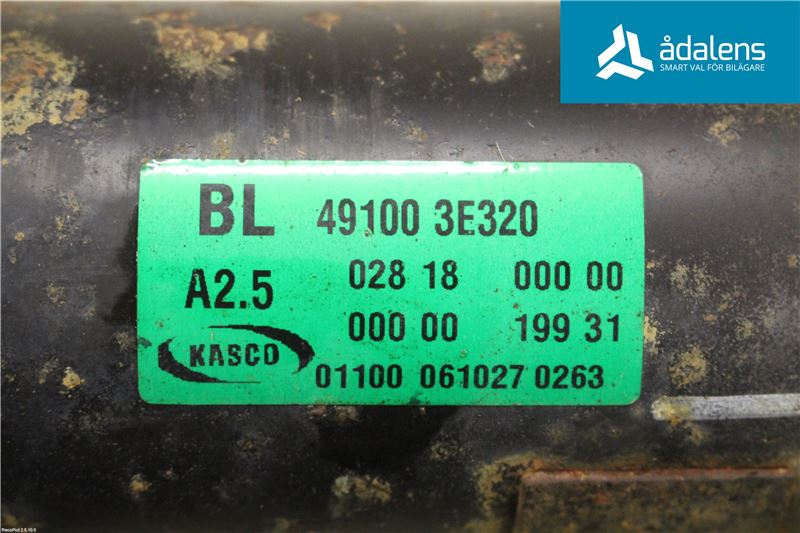 ådalens
SMART VAL FÖR BILÄGARE
BL 49100 3E320
A2.5 028 18 000 00
000 00 199 31
KASCO
01100 061027 0263